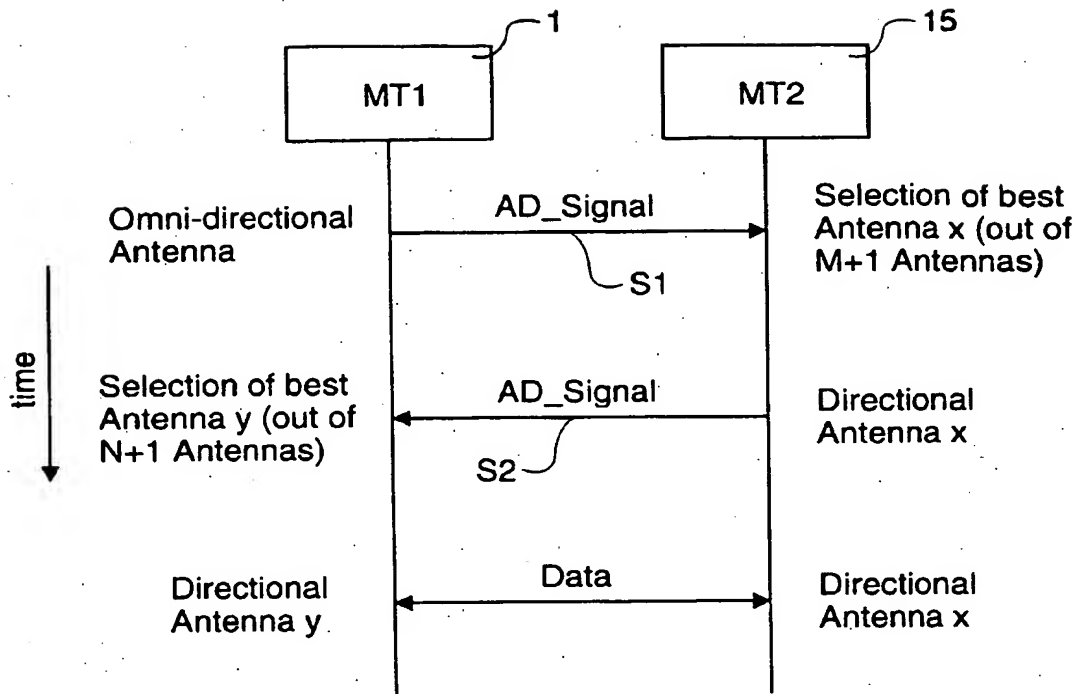 1
15
MT1
MT2
Omni-directional
Antenna
AD_Signal
S1
Selection of best
Antenna x (out of
M+1 Antennas)
time
Selection of best
Antenna y (out of
N+1 Antennas)
AD_Signal
S2
Directional
Antenna x
Directional
Antenna y
Data
Directional
Antenna x